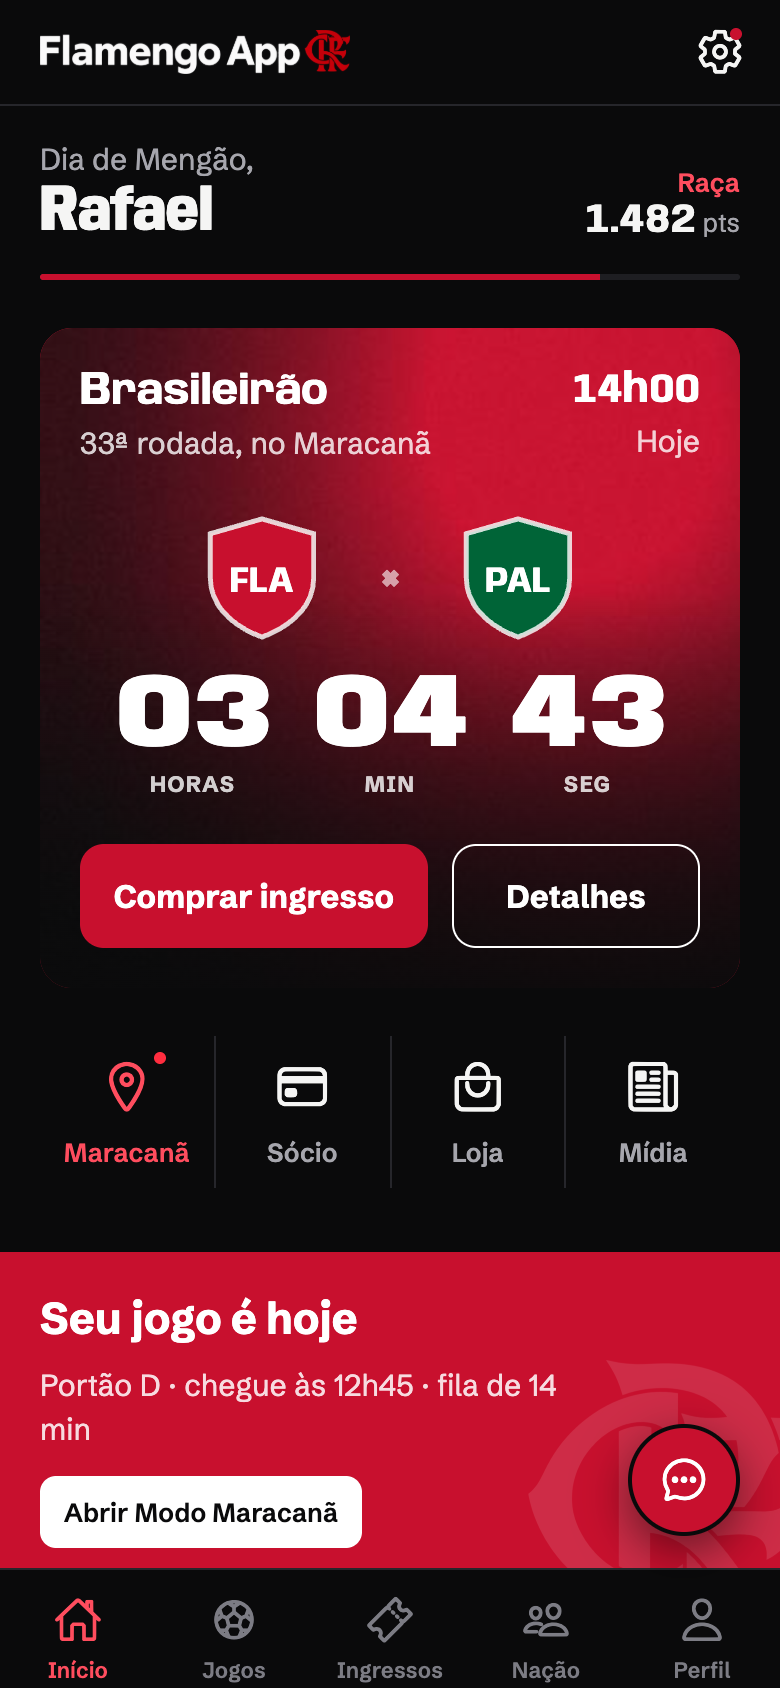 Flamengo App
Dia de Mengão,
Rafael
Raça
1.482 pts
Brasileirão
14h00
33ª rodada, no Maracanã
Hoje
FLA
PAL
03 04 43
HORAS MIN SEG
Comprar ingresso
Detalhes
Maracanã
Sócio
Loja
Mídia
Seu jogo é hoje
Portão D · chegue às 12h45 · fila de 14
min
Abrir Modo Maracanã
Início
Jogos
Ingressos
Nação
Perfil